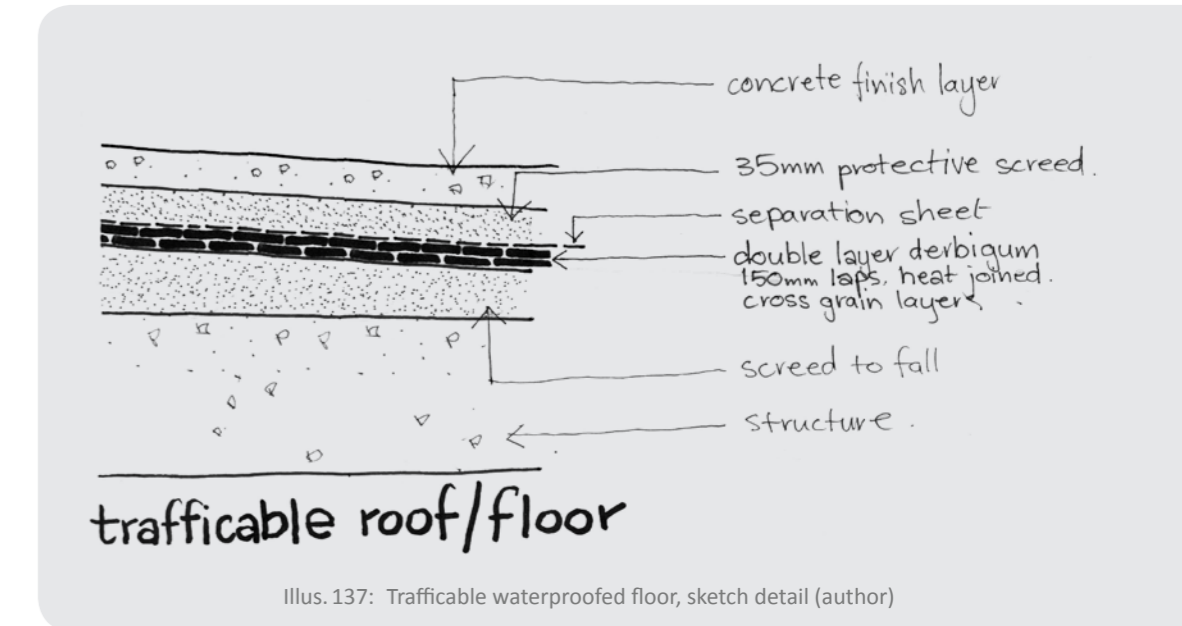 concrete finish layer
35mm protective screed.
separation sheet
double layer derbigum
150mm laps, heat joined.
cross grain layers
screed to fall
structure.
trafficable roof/floor
Illus. 137: Trafficable waterproofed floor, sketch detail (author)